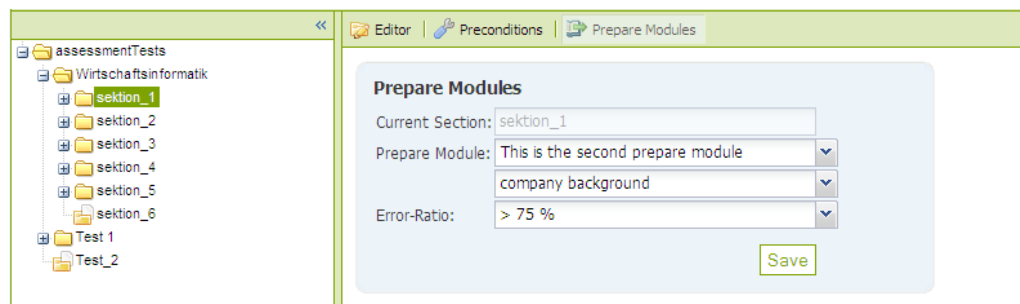 «
assessmentTests
Wirtschaftsinformatik
sektion_1
sektion_2
sektion_3
sektion_4
sektion_5
sektion_6
Test 1
Test_2
Editor Preconditions Prepare Modules
Prepare Modules
Current Section: sektion_1
Prepare Module: This is the second prepare module
company background
Error-Ratio: > 75 %
Save